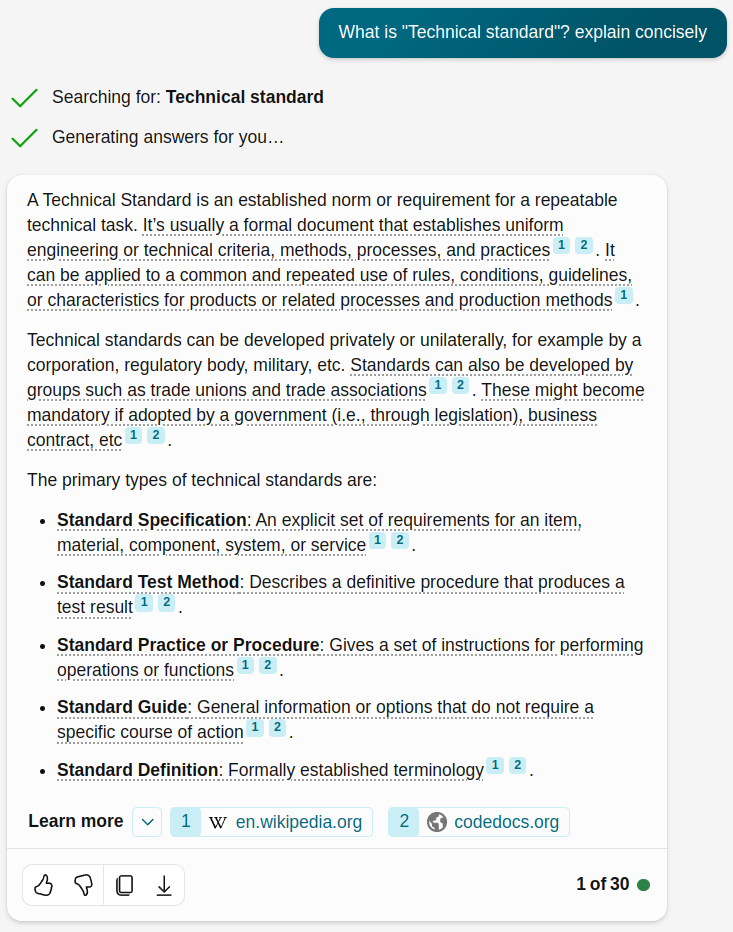 What is "Technical standard"? explain concisely
Searching for: Technical standard
Generating answers for you…
A Technical Standard is an established norm or requirement for a repeatable
technical task. It’s usually a formal document that establishes uniform
engineering or technical criteria, methods, processes, and practices 1 2 . It
can be applied to a common and repeated use of rules, conditions, guidelines,
or characteristics for products or related processes and production methods 1 .
Technical standards can be developed privately or unilaterally, for example by a
corporation, regulatory body, military, etc. Standards can also be developed by
groups such as trade unions and trade associations 1 2 . These might become
mandatory if adopted by a government (i.e., through legislation), business
contract, etc 1 2 .
The primary types of technical standards are:
• Standard Specification: An explicit set of requirements for an item,
material, component, system, or service 1 2 .
• Standard Test Method: Describes a definitive procedure that produces a
test result 1 2 .
• Standard Practice or Procedure: Gives a set of instructions for performing
operations or functions 1 2 .
• Standard Guide: General information or options that do not require a
specific course of action 1 2 .
• Standard Definition: Formally established terminology 1 2 .
Learn more 1 W en.wikipedia.org 2 codedocs.org
1 of 30